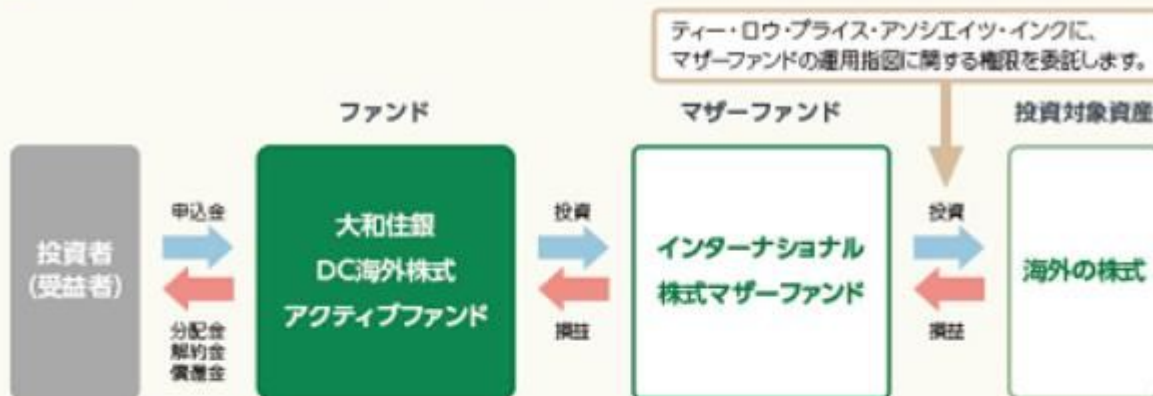 ティー・ロウ・プライス・アソシエイツ・インクに、
マザーファンドの運用指図に関する権限を委託します。
ファンド
マザーファンド
投資対象資産
投資者
(受益者)
申込金
分配金
解約金
償還金
大和住銀
DC海外株式
アクティブファンド
投資
損益
インターナショナル
株式マザーファンド
投資
損益
海外の株式